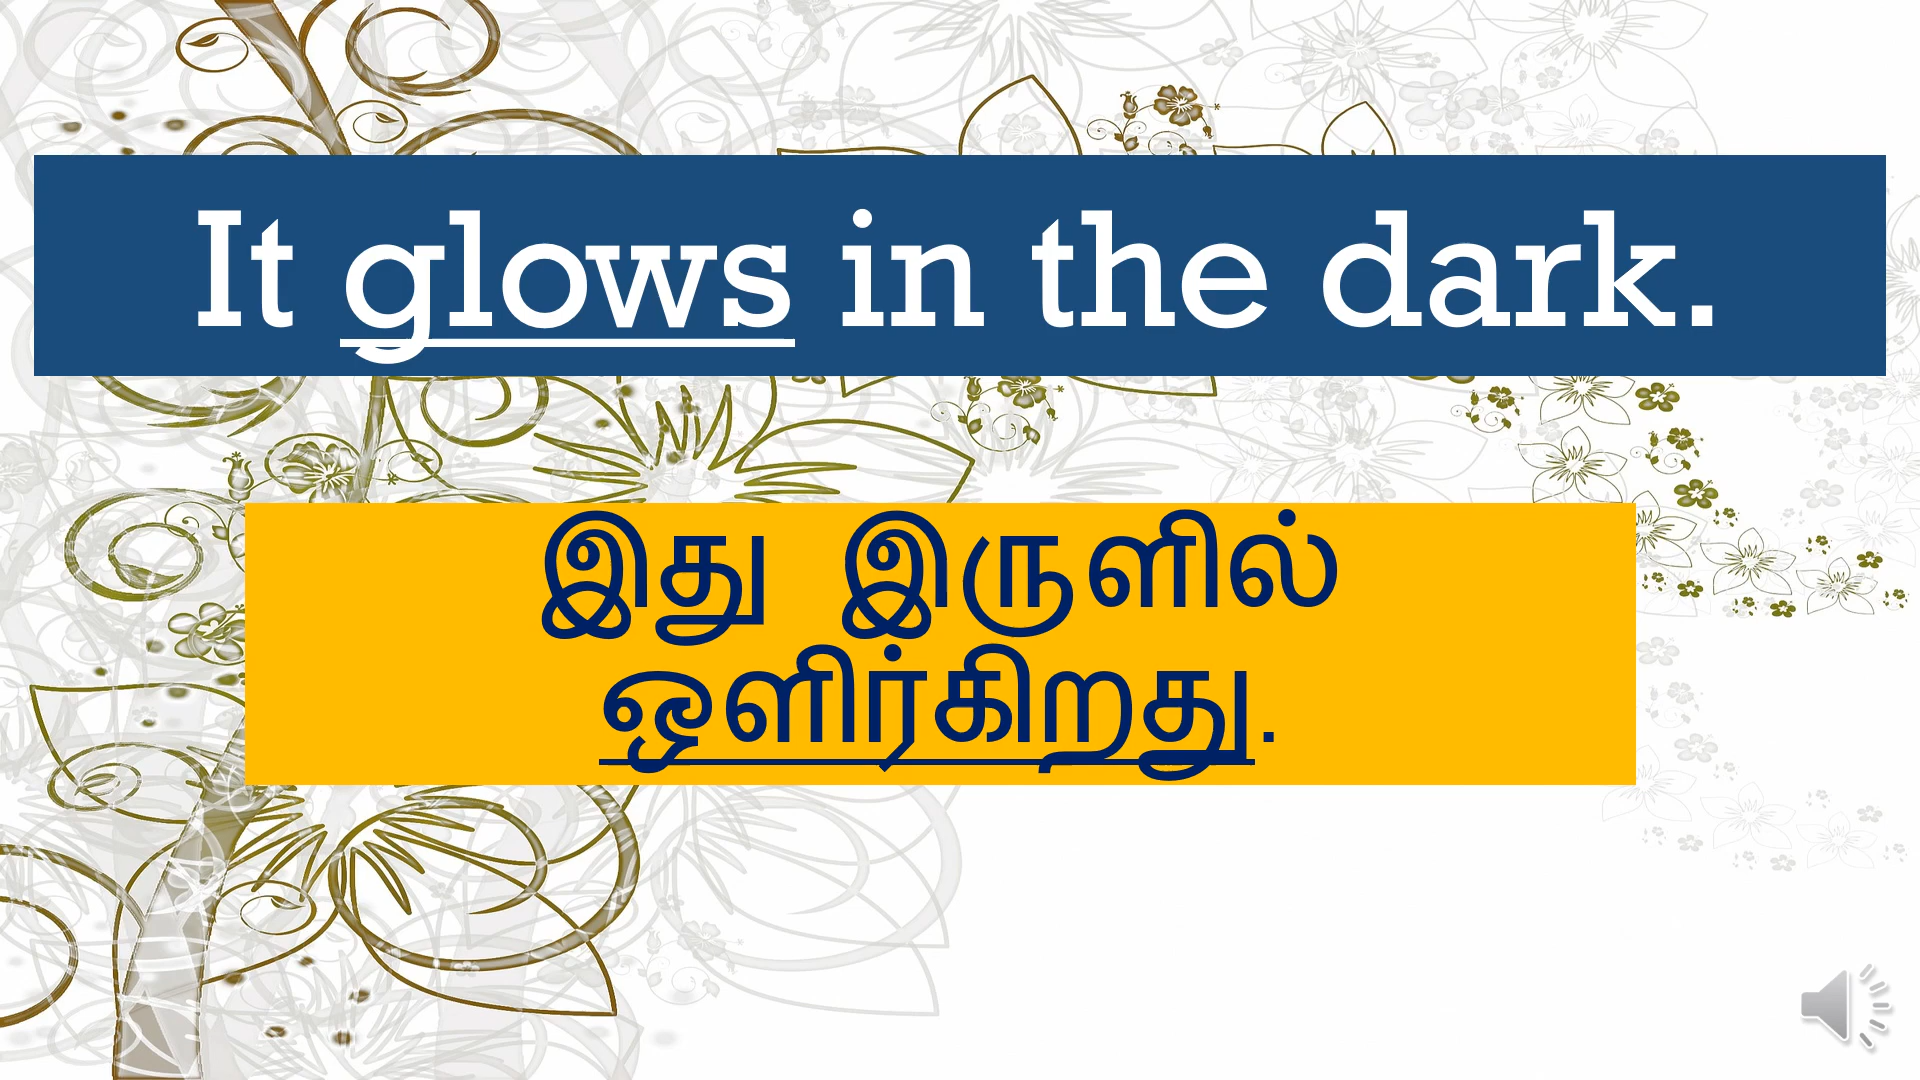 It glows in the dark.
இது இருளில்
ஒளிர்கிறது.